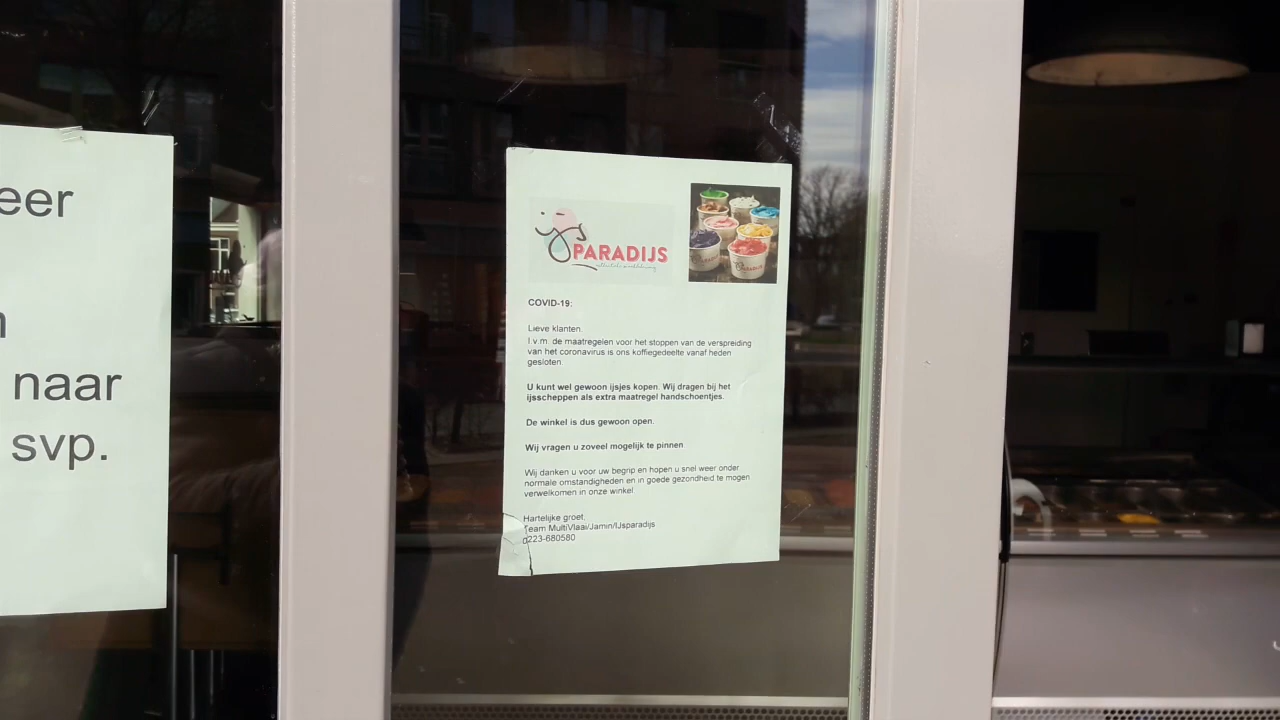 eer
n
naar
svp.
IJs
PARADIJS
COVID-19:
Lieve klanten.
I.v.m. de maatregelen voor het stoppen van de verspreiding
van het coronavirus is ons koffiegedeelte vanaf heden
gesloten
U kunt wel gewoon ijsjes kopen. Wij dragen bij het
ijsscheppen als extra maatregel handschoentjes.
De winkel is dus gewoon open.
Wij vragen u zoveel mogelijk te pinnen.
Wij danken u voor uw begrip en hopen u snel weer onder
normale omstandigheden en in goede gezondheid te mogen
verwelkomen in onze winkel.
Hartelijke groet,
Team MultiVlaai/Jamin/IJsparadijs
0223-680580